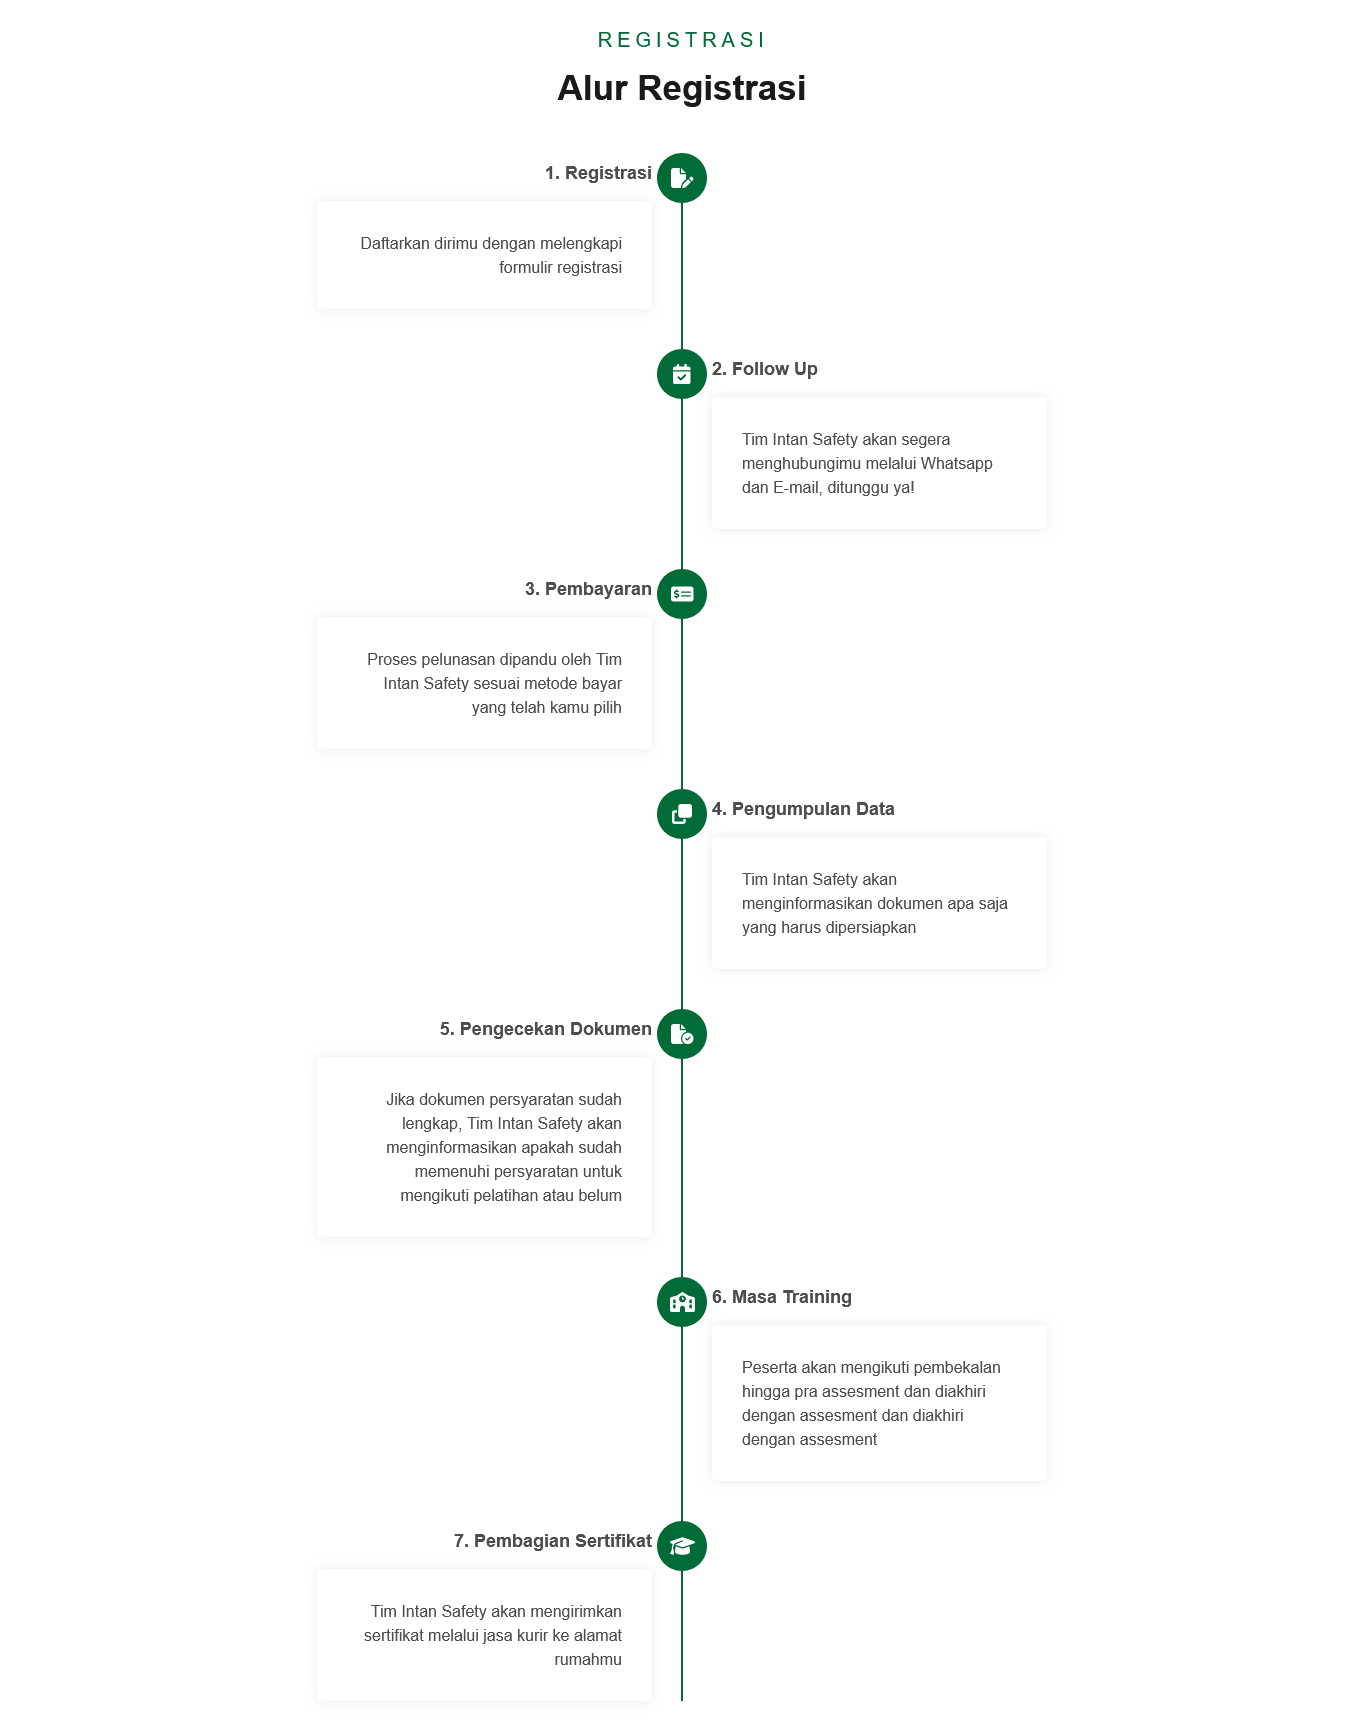 REGISTRASI
Alur Registrasi
1. Registrasi
Daftarkan dirimu dengan melengkapi
formulir registrasi
2. Follow Up
Tim Intan Safety akan segera
menghubungimu melalui Whatsapp
dan E-mail, ditunggu ya!
3. Pembayaran
Proses pelunasan dipandu oleh Tim
Intan Safety sesuai metode bayar
yang telah kamu pilih
4. Pengumpulan Data
Tim Intan Safety akan
menginformasikan dokumen apa saja
yang harus dipersiapkan
5. Pengecekan Dokumen
Jika dokumen persyaratan sudah
lengkap, Tim Intan Safety akan
menginformasikan apakah sudah
memenuhi persyaratan untuk
mengikuti pelatihan atau belum
6. Masa Training
Peserta akan mengikuti pembekalan
hingga pra assesment dan diakhiri
dengan assesment dan diakhiri
dengan assesment
7. Pembagian Sertifikat
Tim Intan Safety akan mengirimkan
sertifikat melalui jasa kurir ke alamat
rumahmu